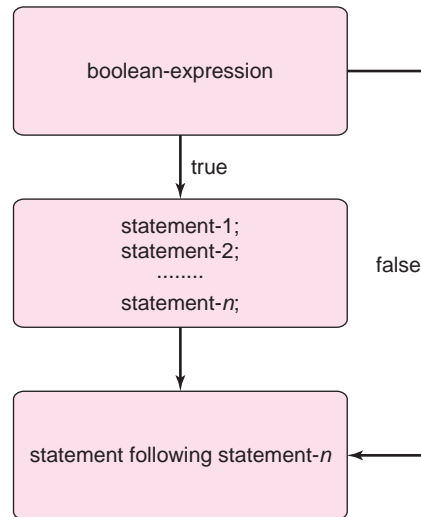 boolean-expression
true
statement-1;
statement-2;
........
statement-n;
false
statement following statement-n